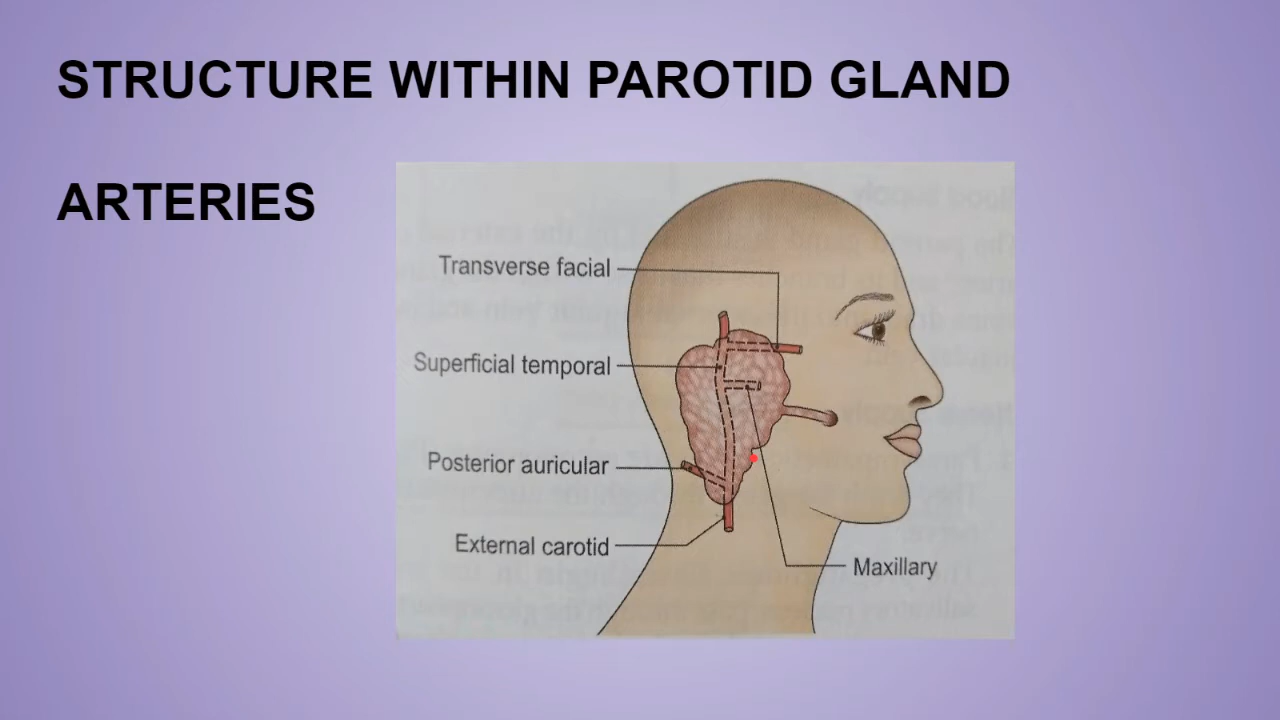 STRUCTURE WITHIN PAROTID GLAND
ARTERIES
Transverse facial
Superficial temporal
Posterior auricular
External carotid
Maxillary